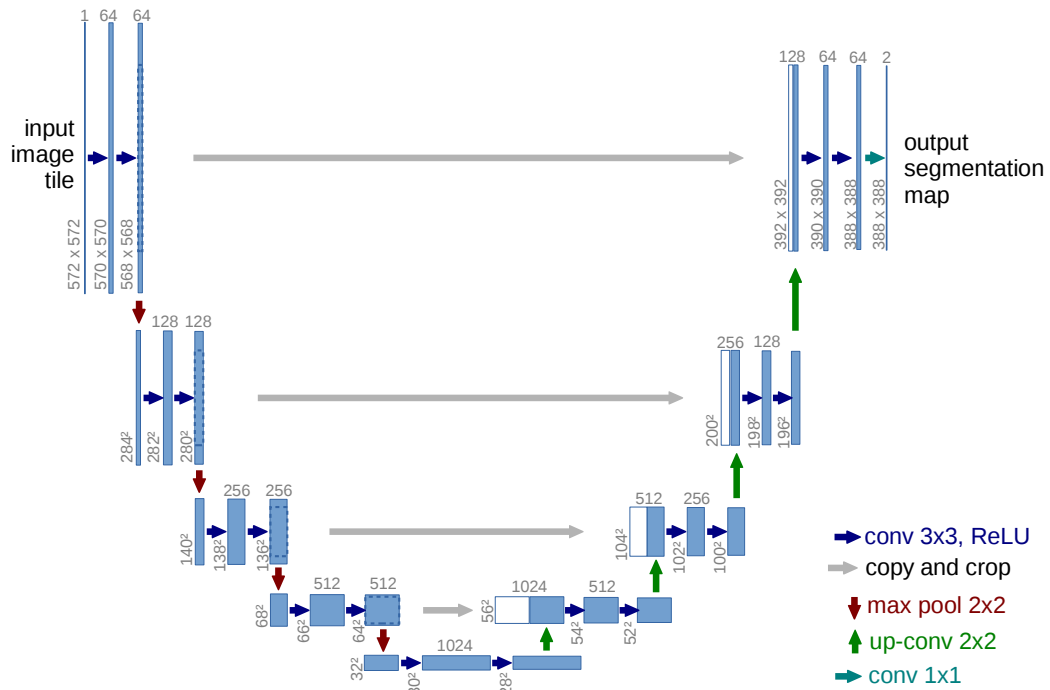 1 64 64
input
image
tile
572 x 572
570 x 570
568 x 568
128 64 64 2
output
segmentation
map
392 x 392
390 x 390
388 x 388
388 x 388
128 128
284²
282²
280²
256 128
200²
198²
196²
256 256
140²
138²
136²
512 256
104²
102²
100²
512 512
68²
66²
64²
1024 512
56²
54²
52²
1024
32²
30²
28²
conv 3x3, ReLU
copy and crop
max pool 2x2
up-conv 2x2
conv 1x1